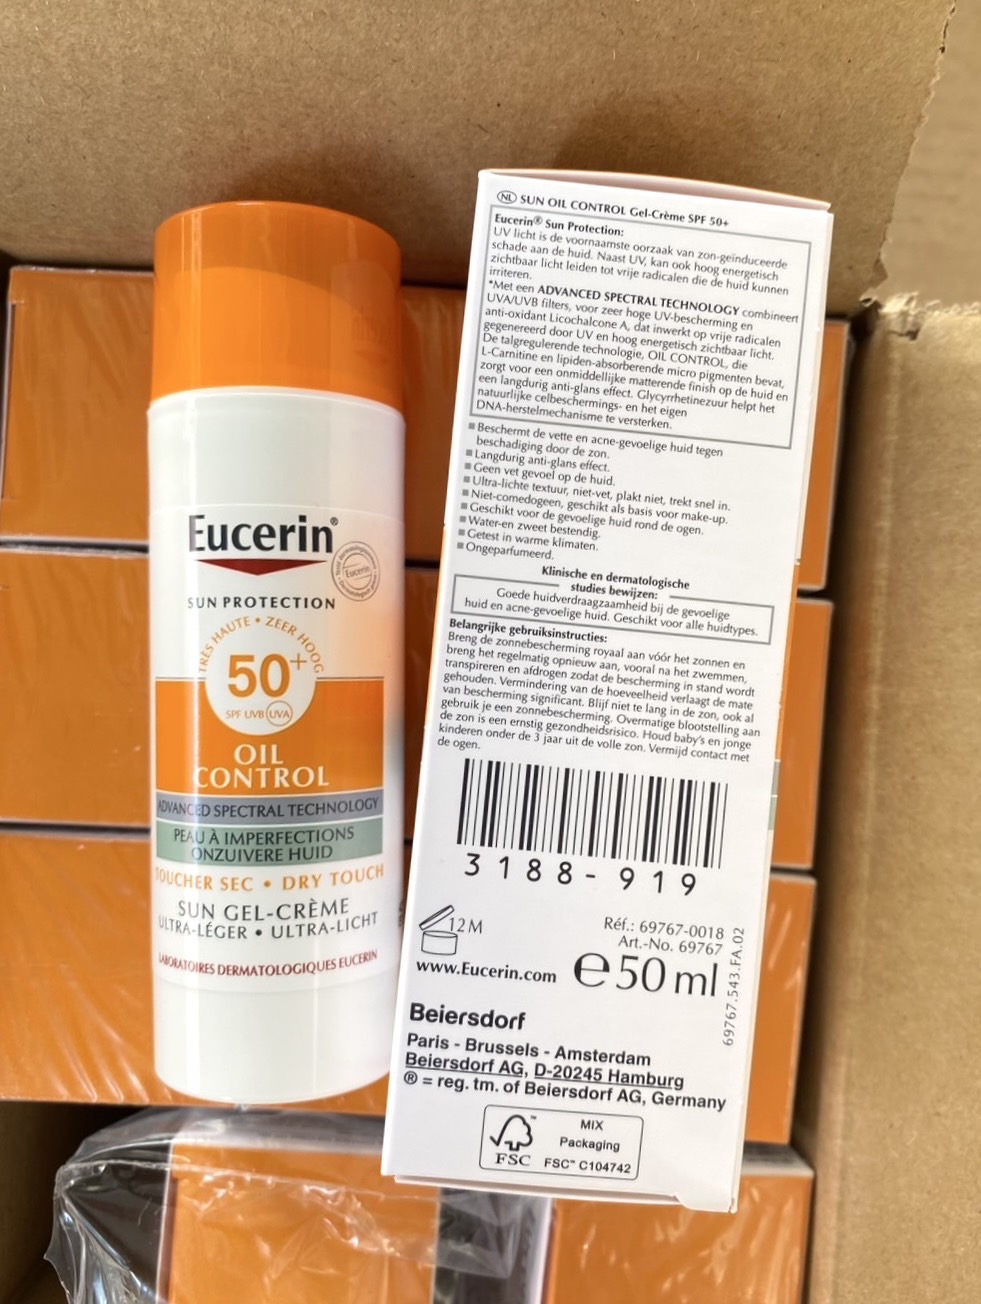 Eucerin®
Eucerin
SUN PROTECTION
TRÈS HAUTE • ZEER HOOG
50+
SPF UVB UVA
OIL
CONTROL
ADVANCED SPECTRAL TECHNOLOGY
PEAU À IMPERFECTIONS
ONZUIVERE HUID
TOUCHER SEC • DRY TOUCH
SUN GEL-CRÈME
ULTRA-LÉGER • ULTRA-LICHT
LABORATOIRES DERMATOLOGIQUES EUCERIN
NL SUN OIL CONTROL Gel-Crème SPF 50+
Eucerin® Sun Protection:
UV licht is de voornaamste oorzaak van zon-geïnduceerde
schade aan de huid. Naast UV, kan ook hoog energetisch
zichtbaar licht leiden tot vrije radicalen die de huid kunnen
irriteren.
*Met een ADVANCED SPECTRAL TECHNOLOGY combineert
UVA/UVB filters, voor zeer hoge UV-bescherming en
anti-oxidant Licochalcone A, dat inwerkt op vrije radicalen
gegenereerd door UV en hoog energetisch zichtbaar licht.
De talgregulerende technologie, OIL CONTROL, die
L-Carnitine en lipiden-absorberende micro pigmenten bevat,
zorgt voor een onmiddellijke matterende finish op de huid en
een langdurig anti-glans effect. Glycyrrhetinezuur helpt het
natuurlijke celbeschermings- en het eigen
DNA-herstelmechanisme te versterken.
▪ Beschermt de vette en acne-gevoelige huid tegen
beschadiging door de zon.
▪ Langdurig anti-glans effect.
▪ Geen vet gevoel op de huid.
▪ Ultra-lichte textuur, niet-vet, plakt niet, trekt snel in.
▪ Niet-comedogeen, geschikt als basis voor make-up.
▪ Geschikt voor de gevoelige huid rond de ogen.
▪ Water-en zweet bestendig.
▪ Getest in warme klimaten.
▪ Ongeparfumeerd.
Klinische en dermatologische
studies bewijzen:
Goede huidverdraagzaamheid bij de gevoelige
huid en acne-gevoelige huid. Geschikt voor alle huidtypes.
Belangrijke gebruiksinstructies:
Breng de zonnebescherming royaal aan vóór het zonnen en
breng het regelmatig opnieuw aan, vooral na het zwemmen,
transpireren en afdrogen zodat de bescherming in stand wordt
gehouden. Vermindering van de hoeveelheid verlaagt de mate
van bescherming significant. Blijf niet te lang in de zon, ook al
gebruik je een zonnebescherming. Overmatige blootstelling aan
de zon is een ernstig gezondheidsrisico. Houd baby's en jonge
kinderen onder de 3 jaar uit de volle zon. Vermijd contact met
de ogen.
3188-919
12M
Réf.: 69767-0018
Art.-No. 69767
www.Eucerin.com
e 50 ml
69767.543.FA.02
Beiersdorf
Paris - Brussels - Amsterdam
Beiersdorf AG, D-20245 Hamburg
® = reg. tm. of Beiersdorf AG, Germany
FSC™
MIX
Packaging
FSC™ C104742